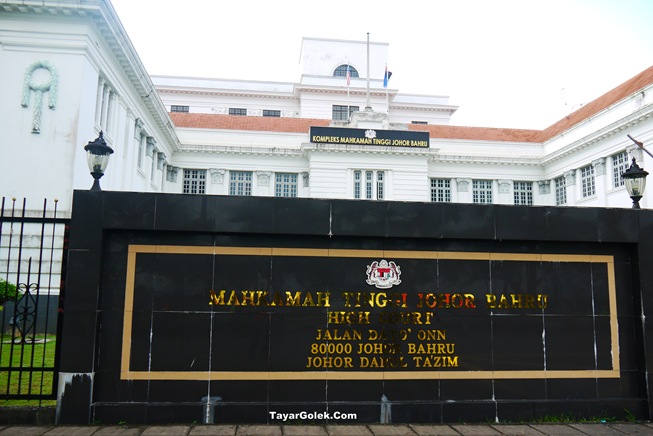 KOMPLEKS MAHKAMAH TINGGI JOHOR BAHRU
MAHKAMAH TINGGI JOHOR BAHRU
HIGH COURT
JALAN DATO' ONN
80000 JOHOR BAHRU
JOHOR DARUL TA'ZIM
TayarGolek.Com